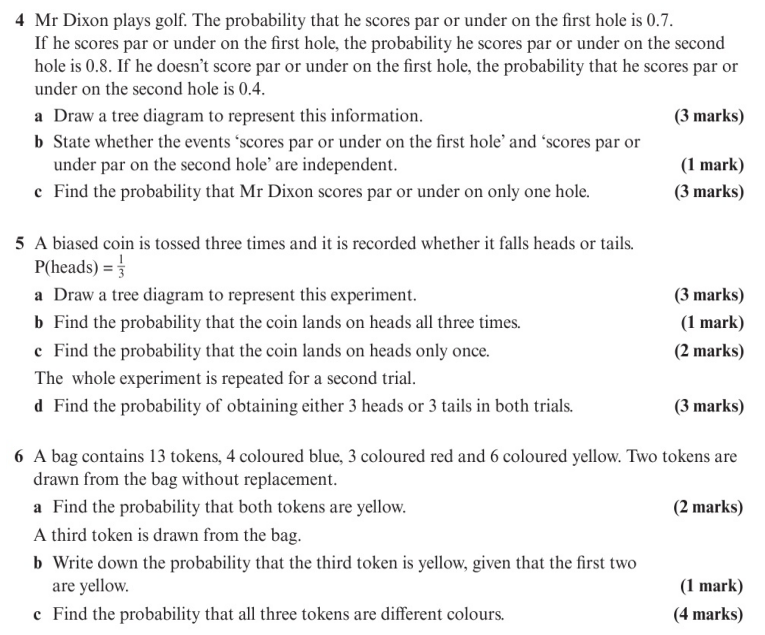 4 Mr Dixon plays golf. The probability that he scores par or under on the first hole is 0.7.
If he scores par or under on the first hole, the probability he scores par or under on the second
hole is 0.8. If he doesn't score par or under on the first hole, the probability that he scores par or
under on the second hole is 0.4.
a Draw a tree diagram to represent this information. (3 marks)
b State whether the events ‘scores par or under on the first hole’ and ‘scores par or
under par on the second hole’ are independent. (1 mark)
c Find the probability that Mr Dixon scores par or under on only one hole. (3 marks)
5 A biased coin is tossed three times and it is recorded whether it falls heads or tails.
P(heads) = 1/3
a Draw a tree diagram to represent this experiment. (3 marks)
b Find the probability that the coin lands on heads all three times. (1 mark)
c Find the probability that the coin lands on heads only once. (2 marks)
The whole experiment is repeated for a second trial.
d Find the probability of obtaining either 3 heads or 3 tails in both trials. (3 marks)
6 A bag contains 13 tokens, 4 coloured blue, 3 coloured red and 6 coloured yellow. Two tokens are
drawn from the bag without replacement.
a Find the probability that both tokens are yellow. (2 marks)
A third token is drawn from the bag.
b Write down the probability that the third token is yellow, given that the first two
are yellow. (1 mark)
c Find the probability that all three tokens are different colours. (4 marks)